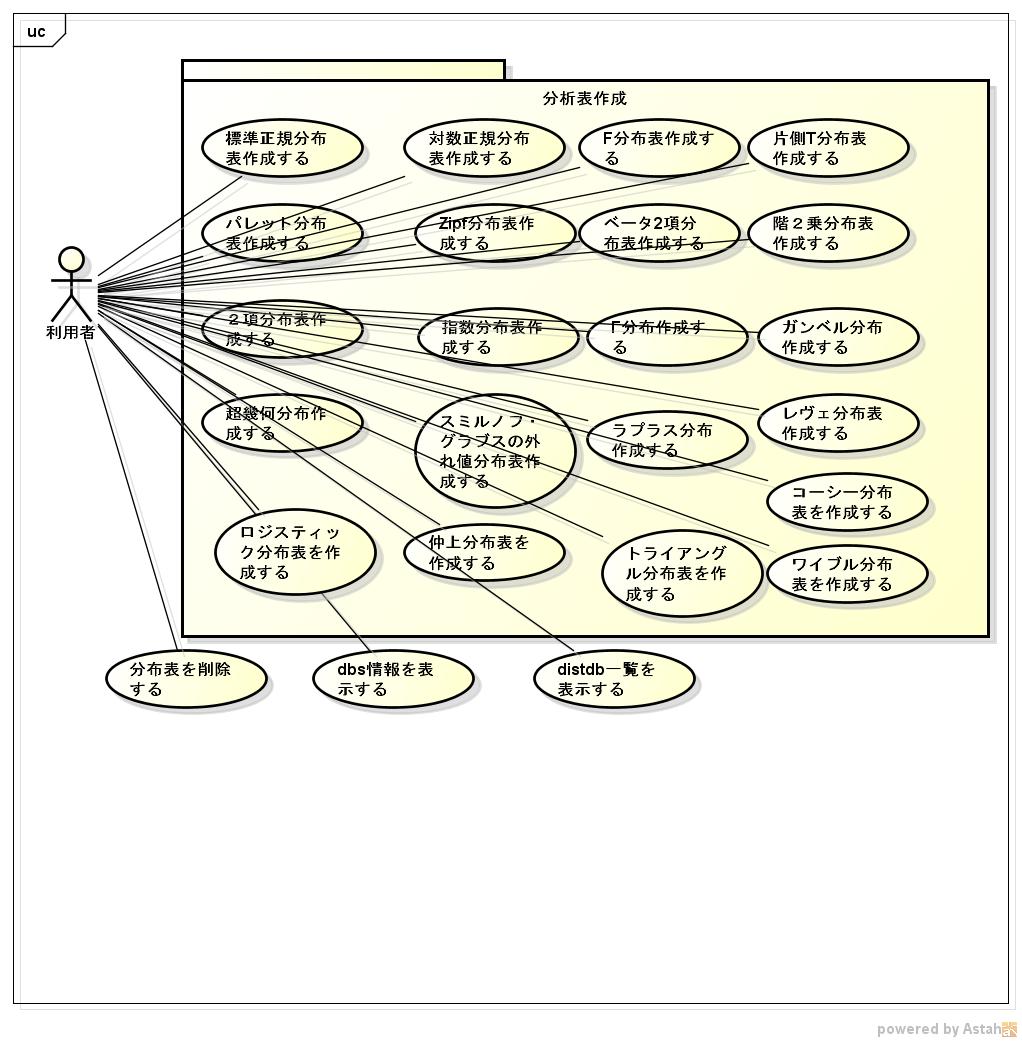 uc
分析表作成
標準正規分布
表作成する
対数正規分布
表作成する
F分布表作成す
る
片側T分布表
作成する
パレット分布
表作成する
Zipf分布表作
成する
ベータ2項分
布表作成する
階２乗分布表
作成する
利用者
２項分布表作
成する
指数分布表作
成する
Γ分布作成す
る
ガンベル分布
作成する
超幾何分布作
成する
スミルノフ・
グラブスの外
れ値分布表作
成する
ラプラス分布
作成する
レヴェ分布表
作成する
コーシー分布
表を作成する
ロジスティッ
ク分布表を作
成する
仲上分布表を
作成する
トライアング
ル分布表を作
成する
ワイブル分布
表を作成する
分布表を削除
する
dbs情報を表
示する
distdb一覧を
表示する
powered by Astah